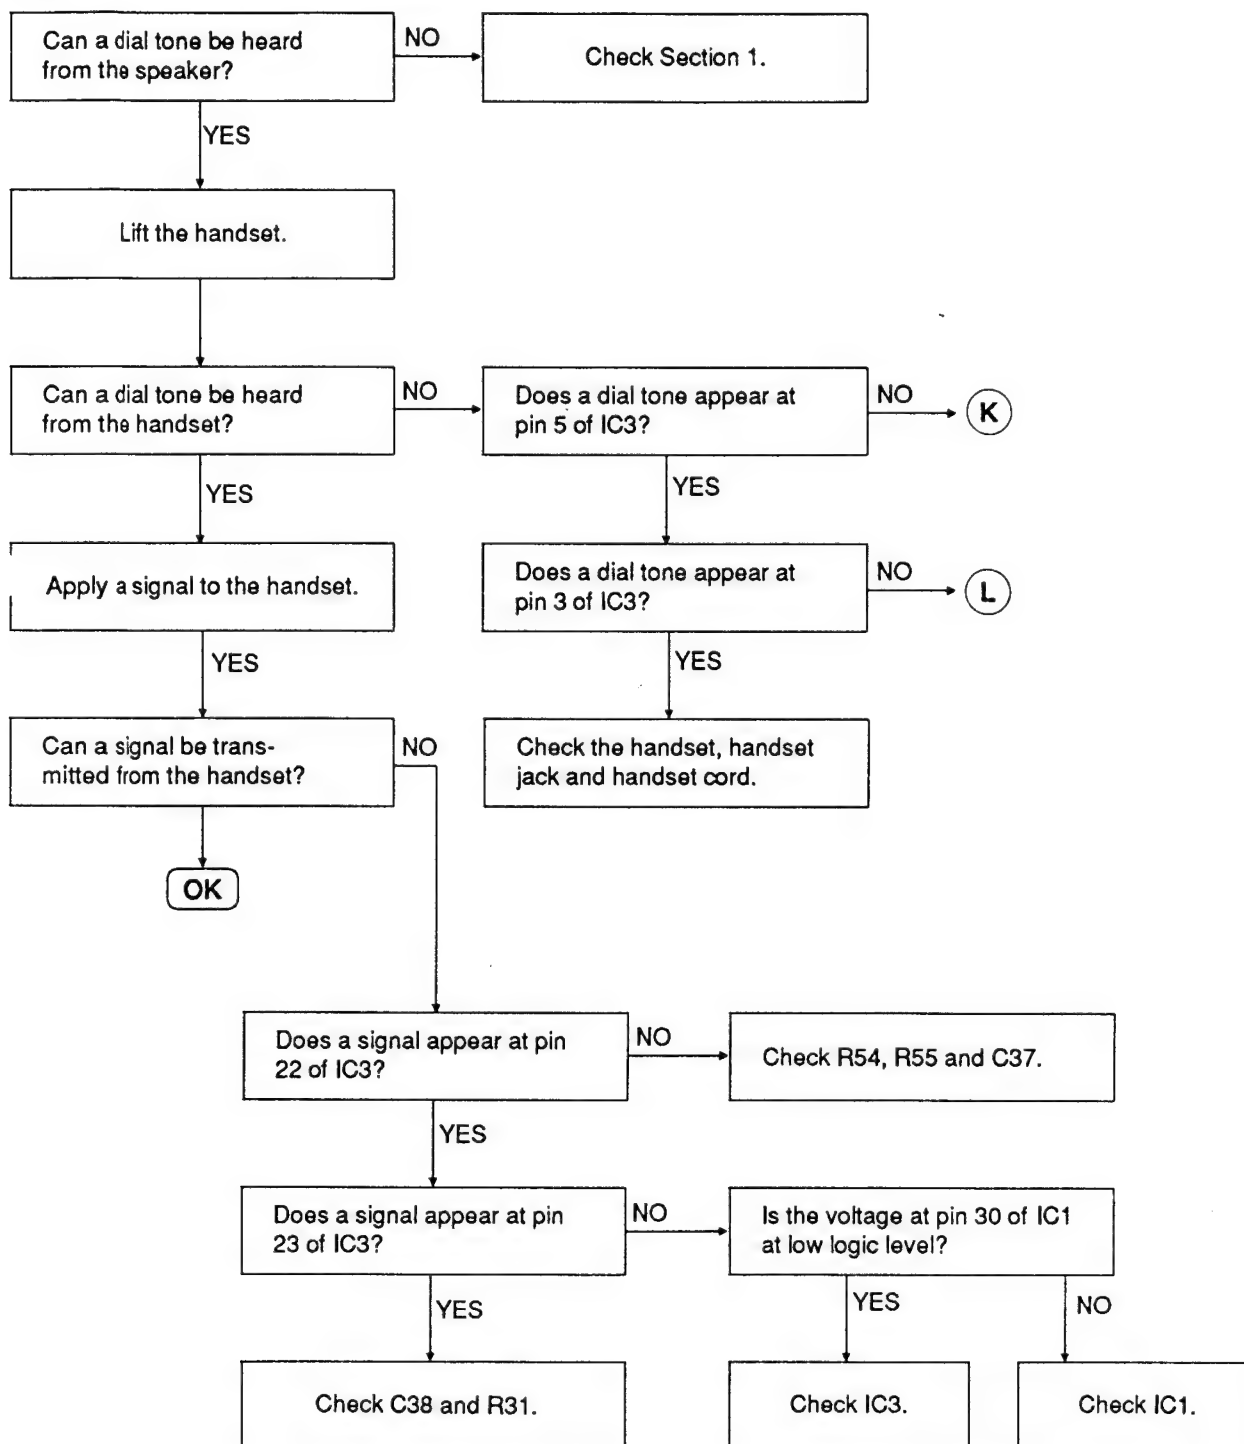 Can a dial tone be heard
from the speaker?
NO
Check Section 1.
YES
Lift the handset.
Can a dial tone be heard
from the handset?
NO
Does a dial tone appear at
pin 5 of IC3?
NO
K
YES
YES
Apply a signal to the handset.
Does a dial tone appear at
pin 3 of IC3?
NO
L
YES
YES
Can a signal be trans-
mitted from the handset?
NO
Check the handset, handset
jack and handset cord.
OK
Does a signal appear at pin
22 of IC3?
NO
Check R54, R55 and C37.
YES
Does a signal appear at pin
23 of IC3?
NO
Is the voltage at pin 30 of IC1
at low logic level?
YES
YES
NO
Check C38 and R31.
Check IC3.
Check IC1.